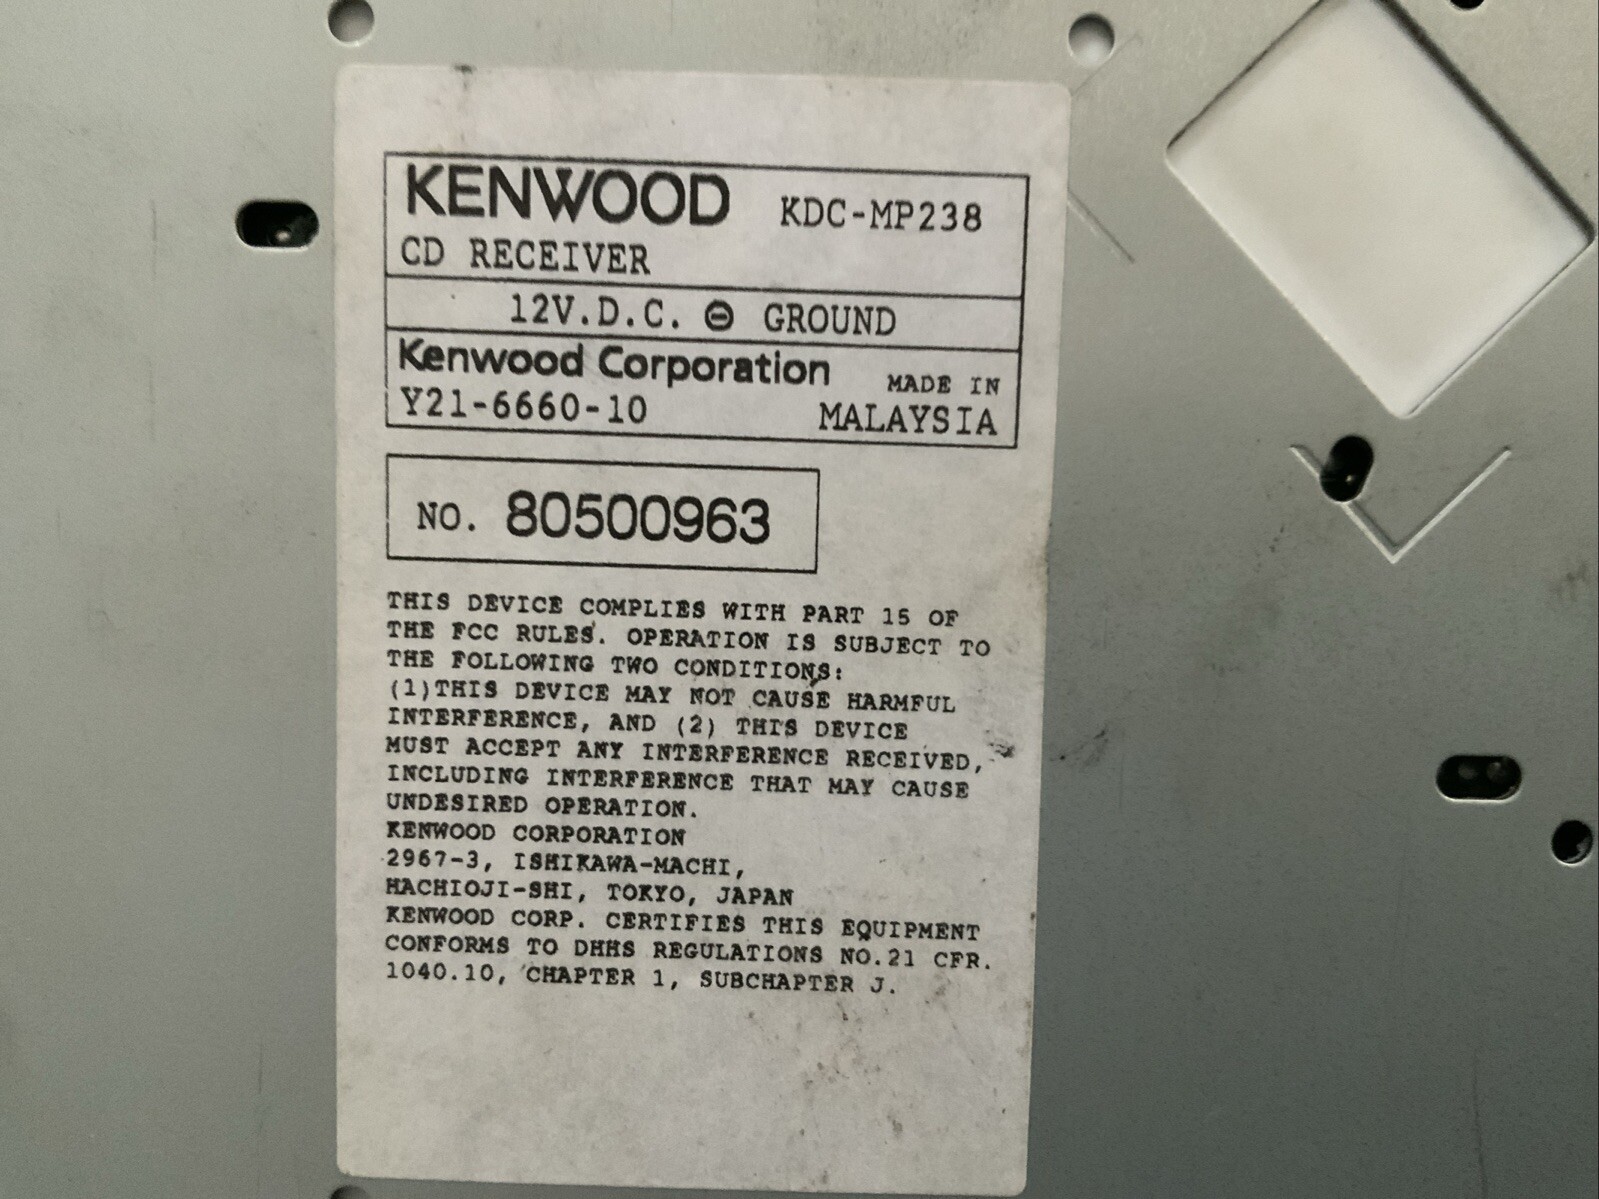 KENWOOD KDC-MP238
CD RECEIVER
12V.D.C. ⊖ GROUND
Kenwood Corporation MADE IN
Y21-6660-10 MALAYSIA
NO. 80500963
THIS DEVICE COMPLIES WITH PART 15 OF
THE FCC RULES. OPERATION IS SUBJECT TO
THE FOLLOWING TWO CONDITIONS:
(1)THIS DEVICE MAY NOT CAUSE HARMFUL
INTERFERENCE, AND (2) THIS DEVICE
MUST ACCEPT ANY INTERFERENCE RECEIVED,
INCLUDING INTERFERENCE THAT MAY CAUSE
UNDESIRED OPERATION.
KENWOOD CORPORATION
2967-3, ISHIKAWA-MACHI,
HACHIOJI-SHI, TOKYO, JAPAN
KENWOOD CORP. CERTIFIES THIS EQUIPMENT
CONFORMS TO DHHS REGULATIONS NO.21 CFR.
1040.10, CHAPTER 1, SUBCHAPTER J.